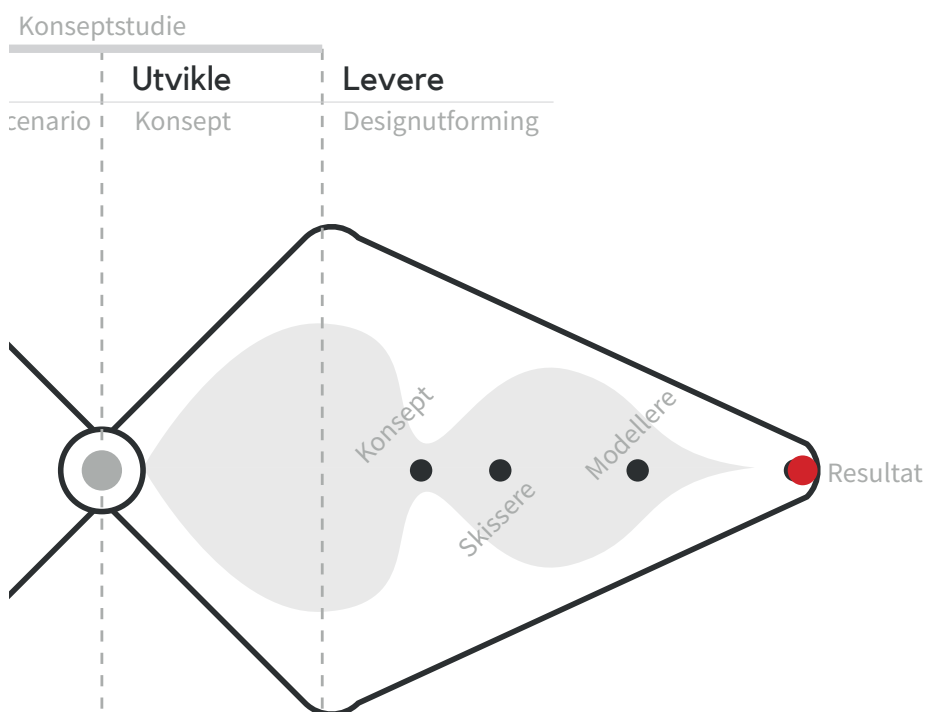 Konseptstudie
Utvikle
Levere
cenario
Konsept
Designutforming
Konsept
Modellere
Skissere
Resultat